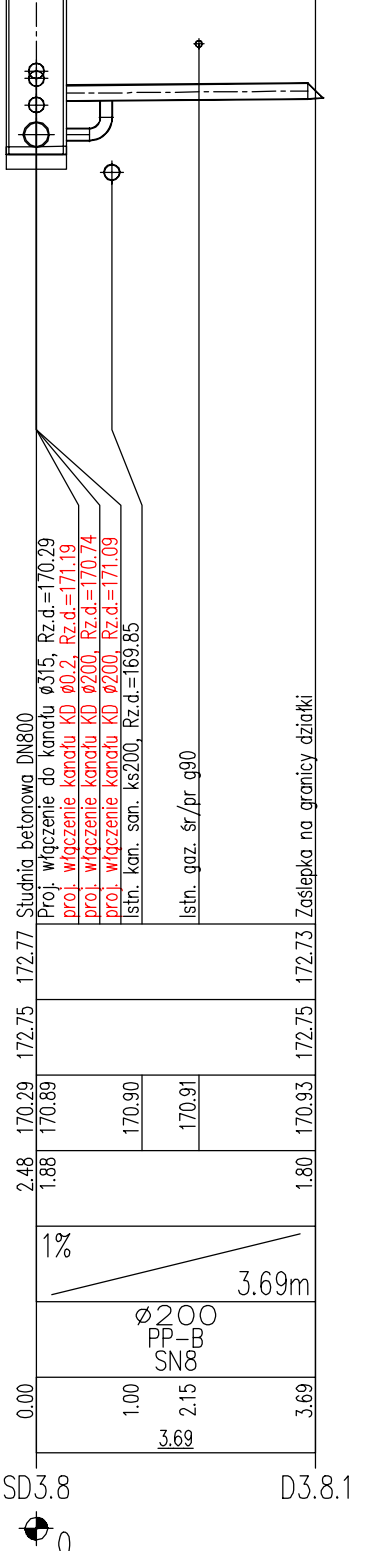 Studnia betonowa DN800
Proj. włączenie do kanału ø315, Rz.d.=170.29
proj. włączenie kanału KD ø0.2, Rz.d.=171.19
proj. włączenie kanału KD ø200, Rz.d.=170.74
proj. włączenie kanału KD ø200, Rz.d.=171.09
Istn. kan. san. ks200, Rz.d.=169.85
Istn. gaz. śr/pr g90
Zaślepka na granicy działki
172.77
172.73
172.75
172.75
170.29
170.89
170.90
170.91
170.93
2.48
1.88
1.80
1%
3.69m
ø200
PP-B
SN8
0.00
1.00
2.15
3.69
3.69
SD3.8
D3.8.1
0